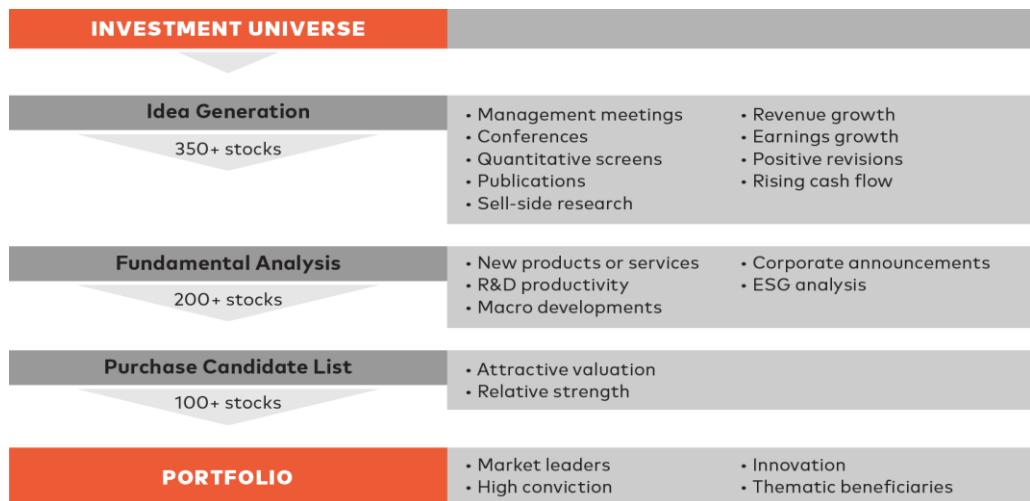 INVESTMENT UNIVERSE
Idea Generation
350+ stocks
• Management meetings
• Conferences
• Quantitative screens
• Publications
• Sell-side research
• Revenue growth
• Earnings growth
• Positive revisions
• Rising cash flow
Fundamental Analysis
200+ stocks
• New products or services
• R&D productivity
• Macro developments
• Corporate announcements
• ESG analysis
Purchase Candidate List
100+ stocks
• Attractive valuation
• Relative strength
PORTFOLIO
• Market leaders
• High conviction
• Innovation
• Thematic beneficiaries